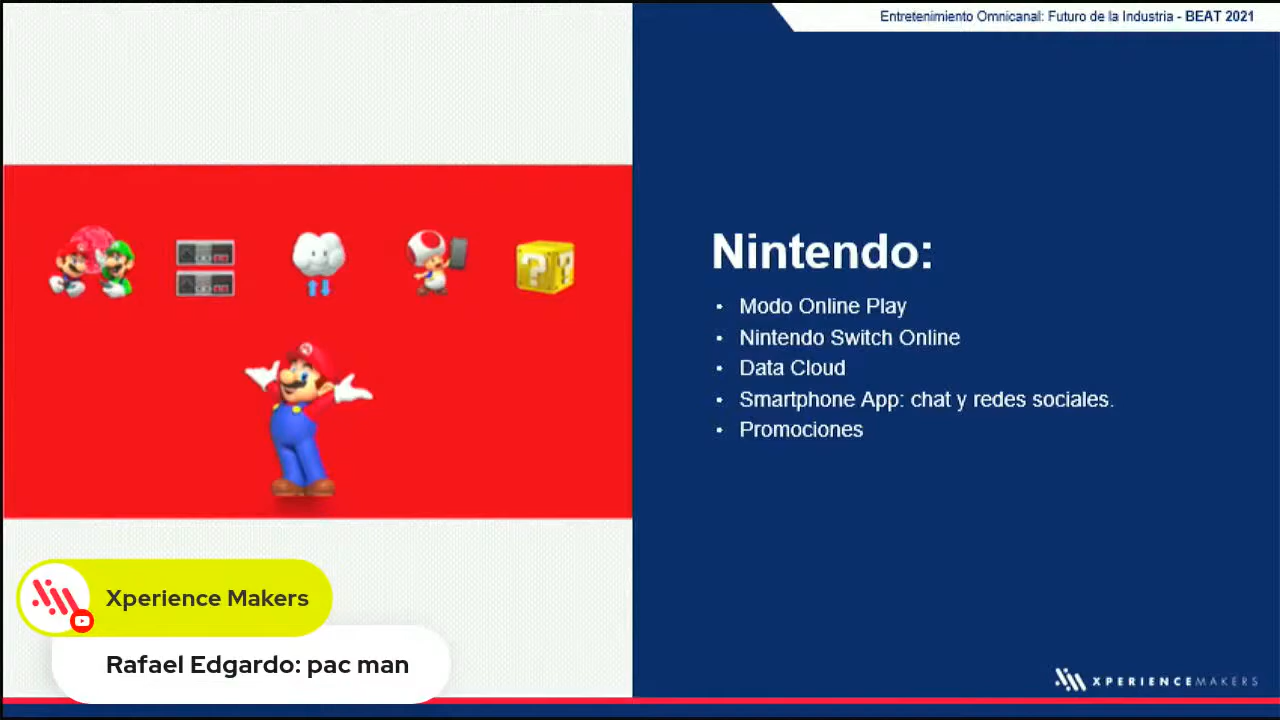 Entretenimiento Omnicanal: Futuro de la Industria - BEAT 2021
Nintendo:
• Modo Online Play
• Nintendo Switch Online
• Data Cloud
• Smartphone App: chat y redes sociales.
• Promociones
Xperience Makers
Rafael Edgardo: pac man
XPERIENCEMAKERS